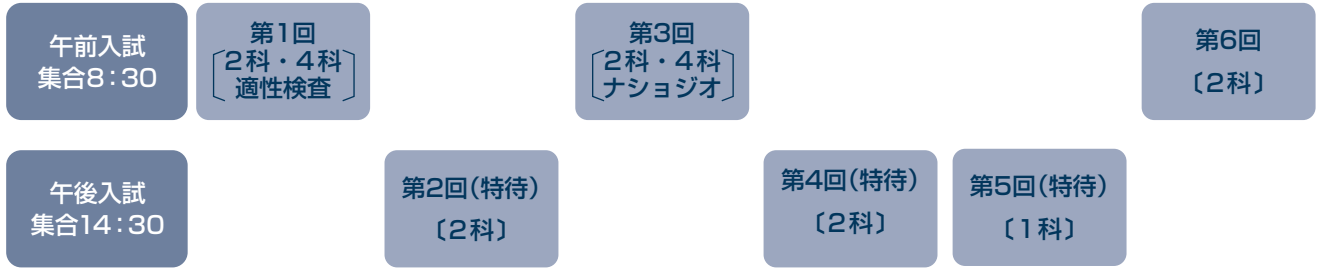 午前入試
集合8：30
第1回
〔2科・4科
適性検査〕
第3回
〔2科・4科
ナショジオ〕
第6回
〔2科〕
午後入試
集合14：30
第2回(特待)
〔2科〕
第4回(特待)
〔2科〕
第5回(特待)
〔1科〕